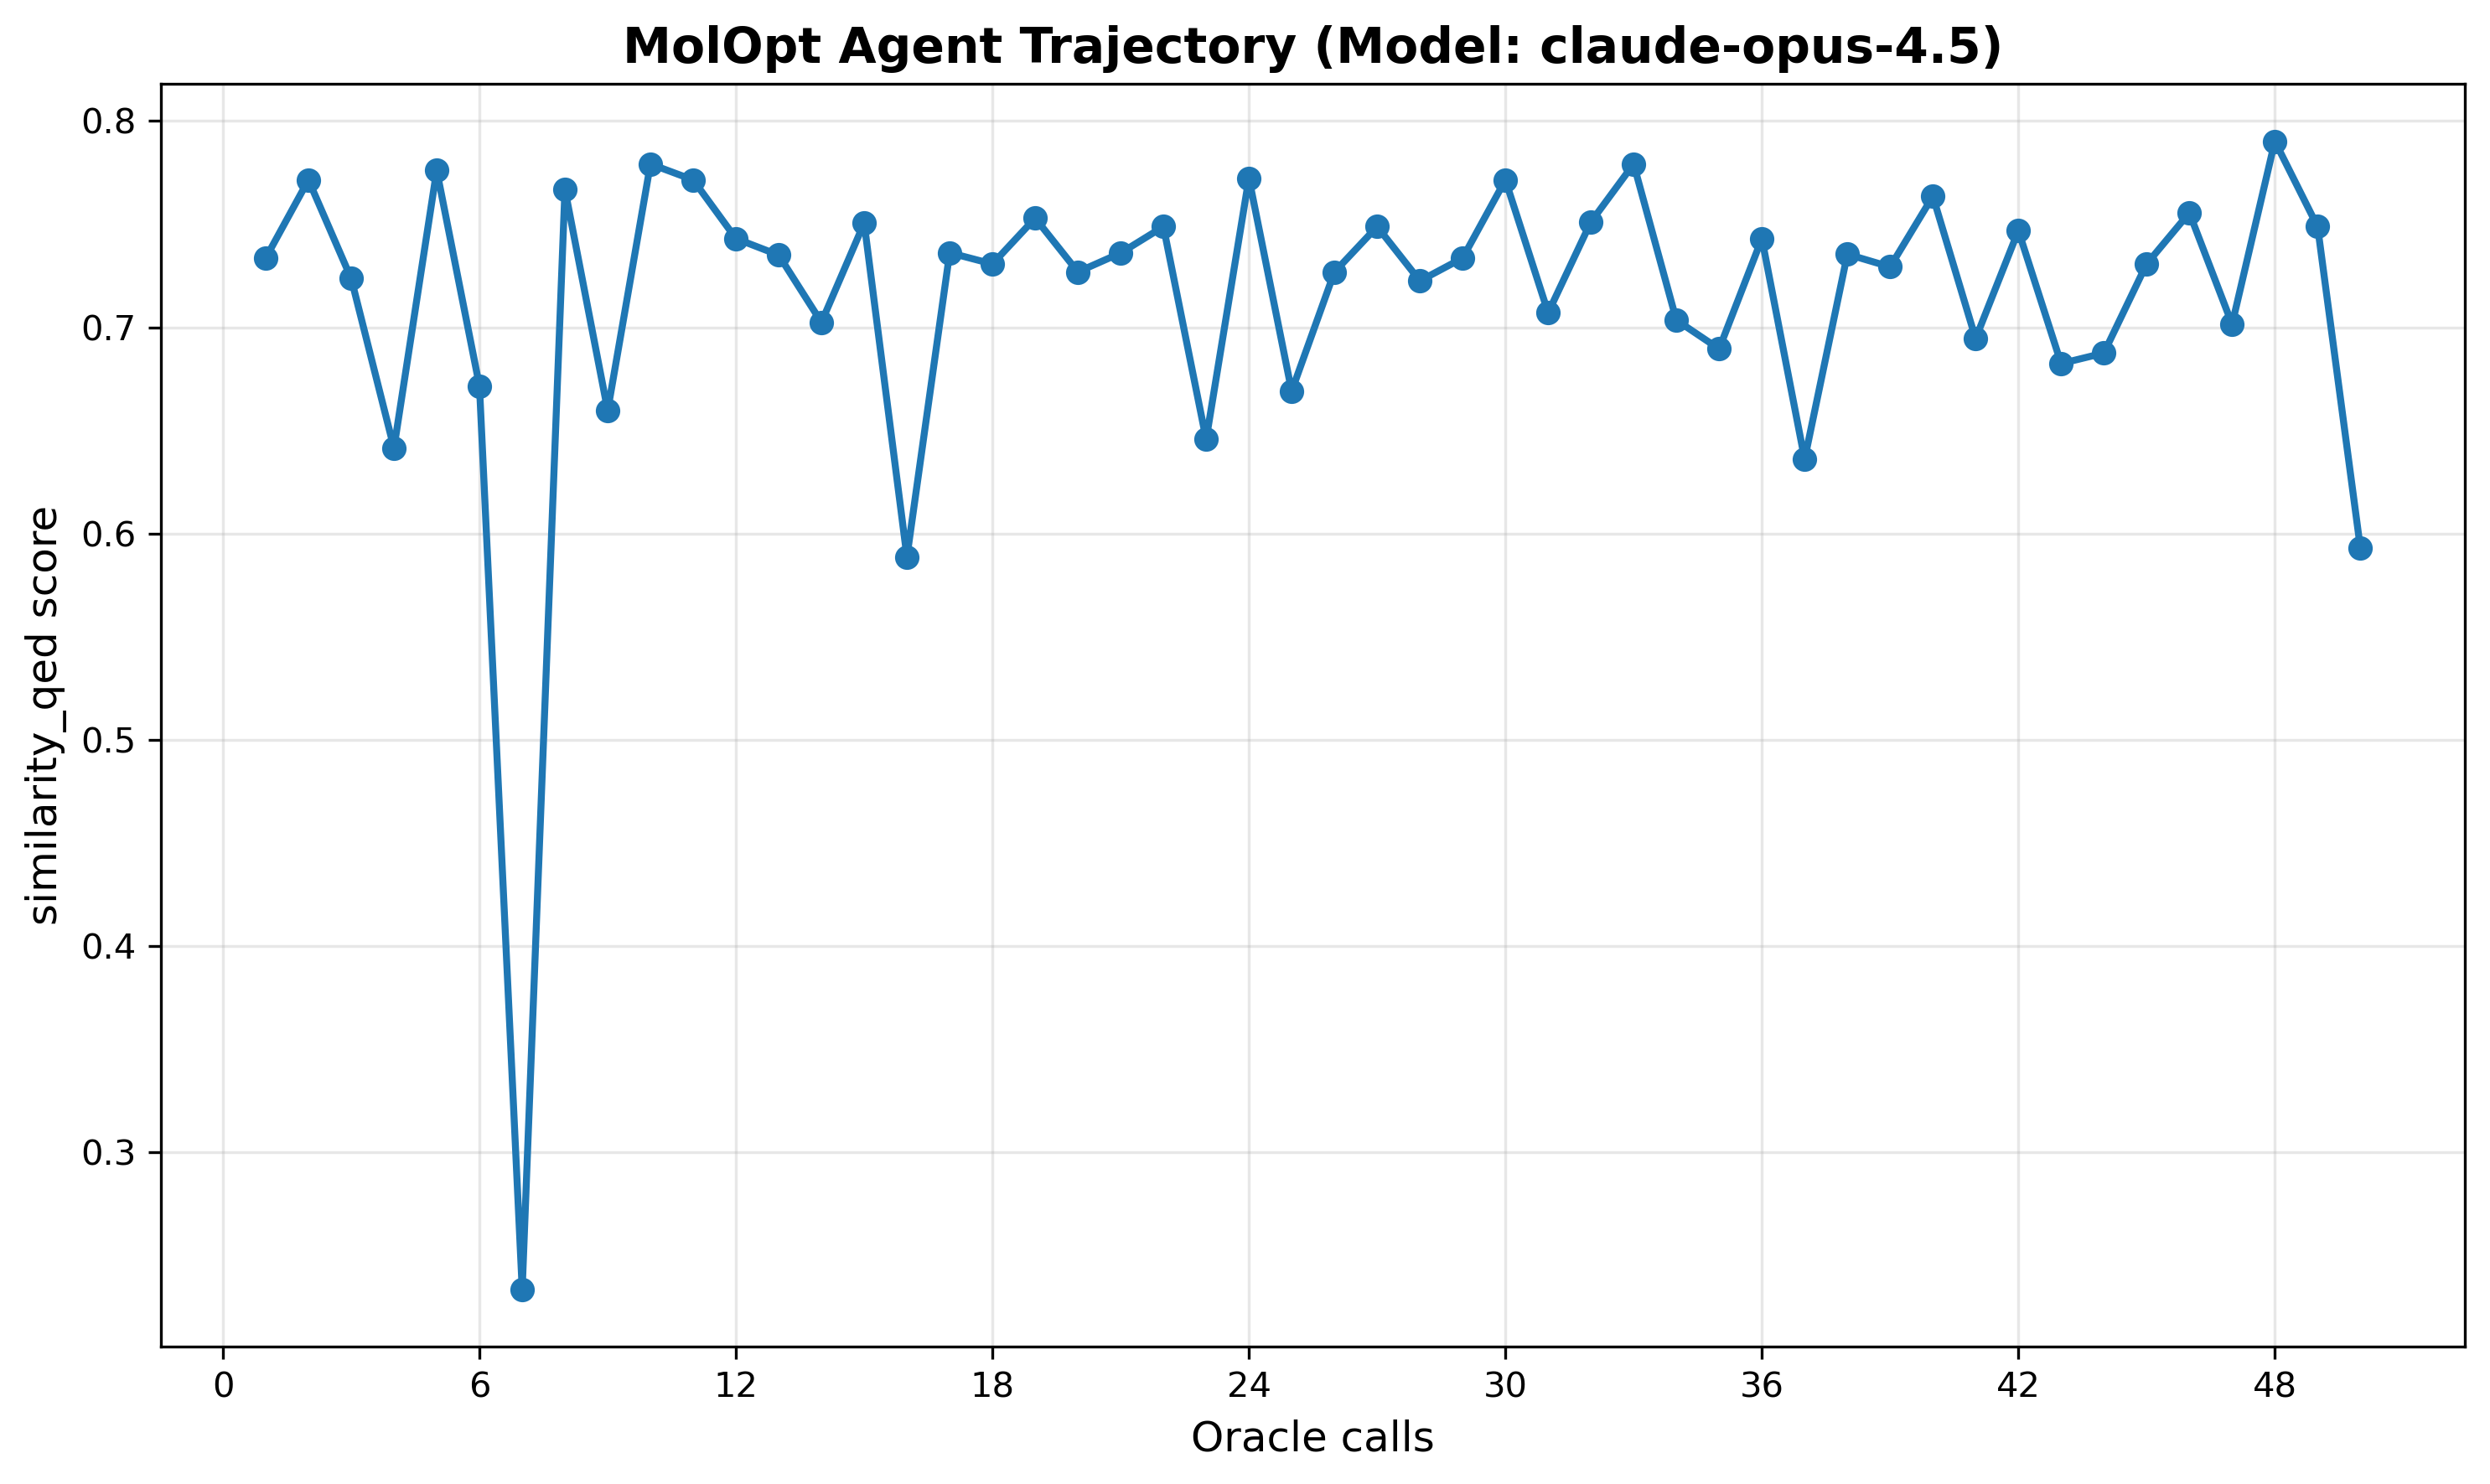 MolOpt Agent Trajectory (Model: claude-opus-4.5)
similarity_qed score
0.8
0.7
0.6
0.5
0.4
0.3
0 6 12 18 24 30 36 42 48
Oracle calls